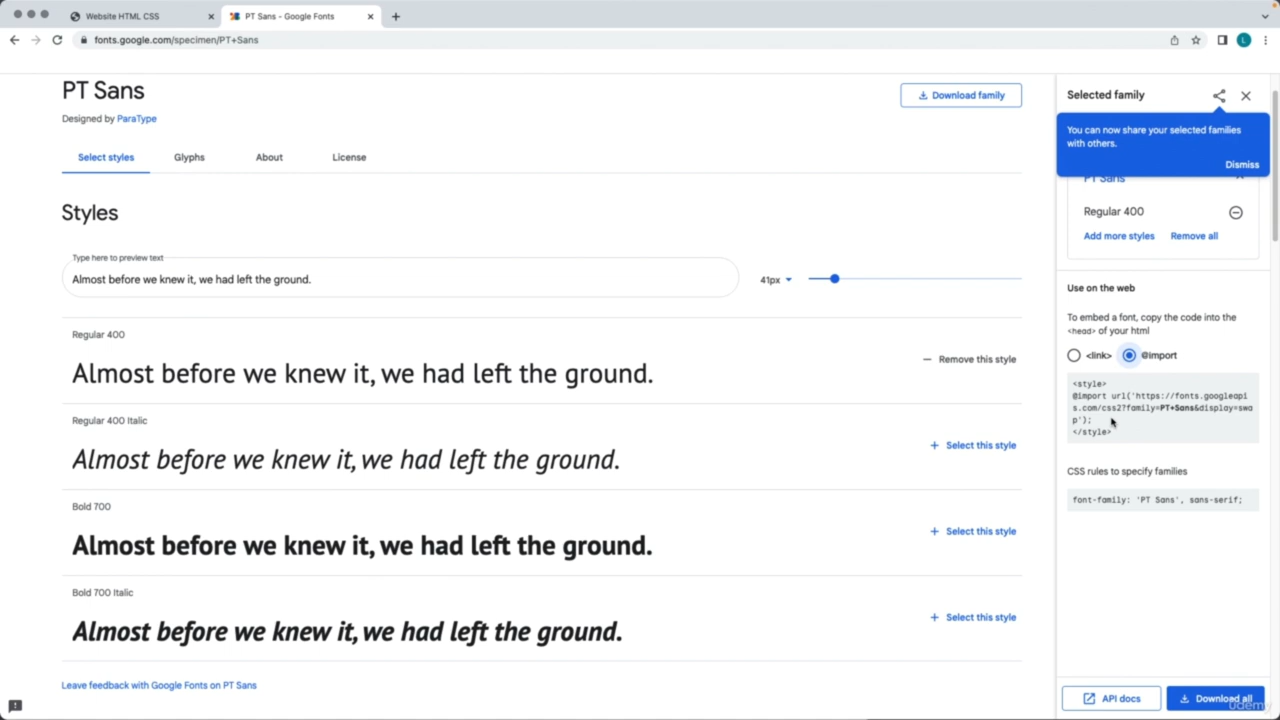 Website HTML CSS
PT Sans - Google Fonts
fonts.google.com/specimen/PT+Sans
L
PT Sans
Designed by ParaType
Download family
Select styles
Glyphs
About
License
Styles
Type here to preview text
Almost before we knew it, we had left the ground.
41px
Regular 400
Almost before we knew it, we had left the ground.
Remove this style
Regular 400 Italic
Almost before we knew it, we had left the ground.
Select this style
Bold 700
Almost before we knew it, we had left the ground.
Select this style
Bold 700 Italic
Almost before we knew it, we had left the ground.
Select this style
Leave feedback with Google Fonts on PT Sans
Selected family
You can now share your selected families
with others.
Dismiss
PT Sans
Regular 400
Add more styles
Remove all
Use on the web
To embed a font, copy the code into the
<head> of your html
<link>
@import
<style>
@import url('https://fonts.googleapi
s.com/css2?family=PT+Sans&display=swa
p');
</style>
CSS rules to specify families
font-family: 'PT Sans', sans-serif;
API docs
Download all
udemy